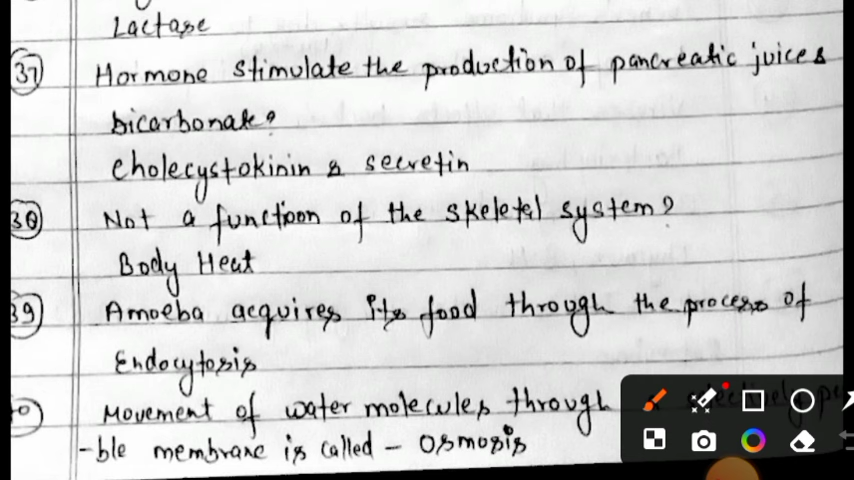 Lactase
37 Hormone stimulate the production of pancreatic juice &
bicarbonate?
Cholecystokinin & secretin
38 Not a function of the skeletal system?
Body Heat
39 Amoeba acquires its food through the process of
Endocytosis
Movement of water molecules through
-ble membrane is called - Osmosis